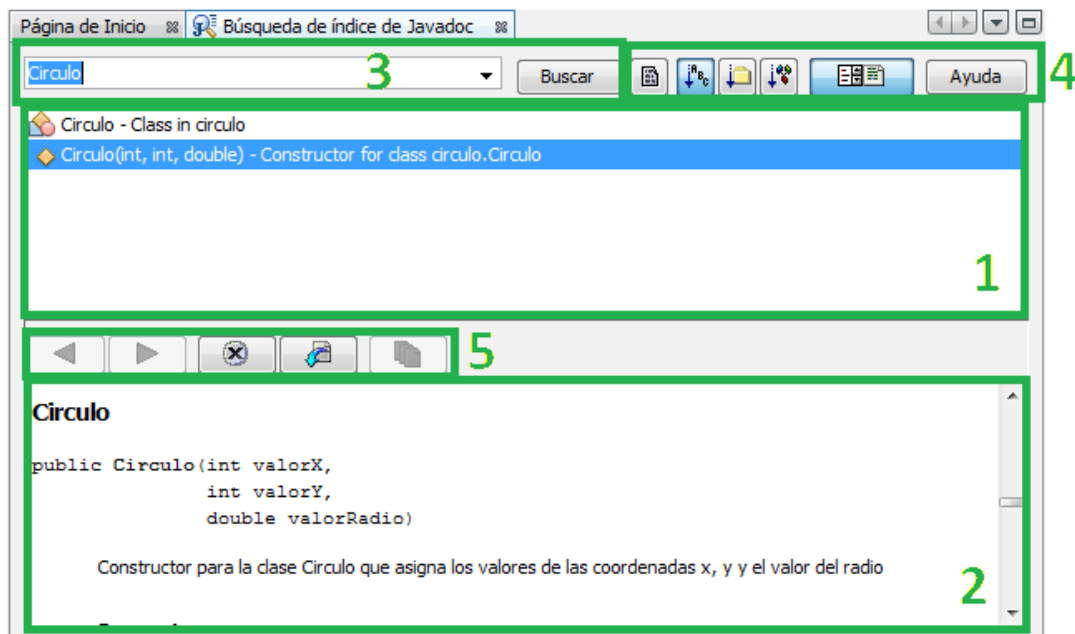 Página de Inicio Búsqueda de índice de Javadoc
Circulo 3 Buscar Ayuda 4
Circulo - Class in circulo
Circulo(int, int, double) - Constructor for class circulo.Circulo
1
5
Circulo
public Circulo(int valorX,
int valorY,
double valorRadio)
Constructor para la clase Circulo que asigna los valores de las coordenadas x, y y el valor del radio
2